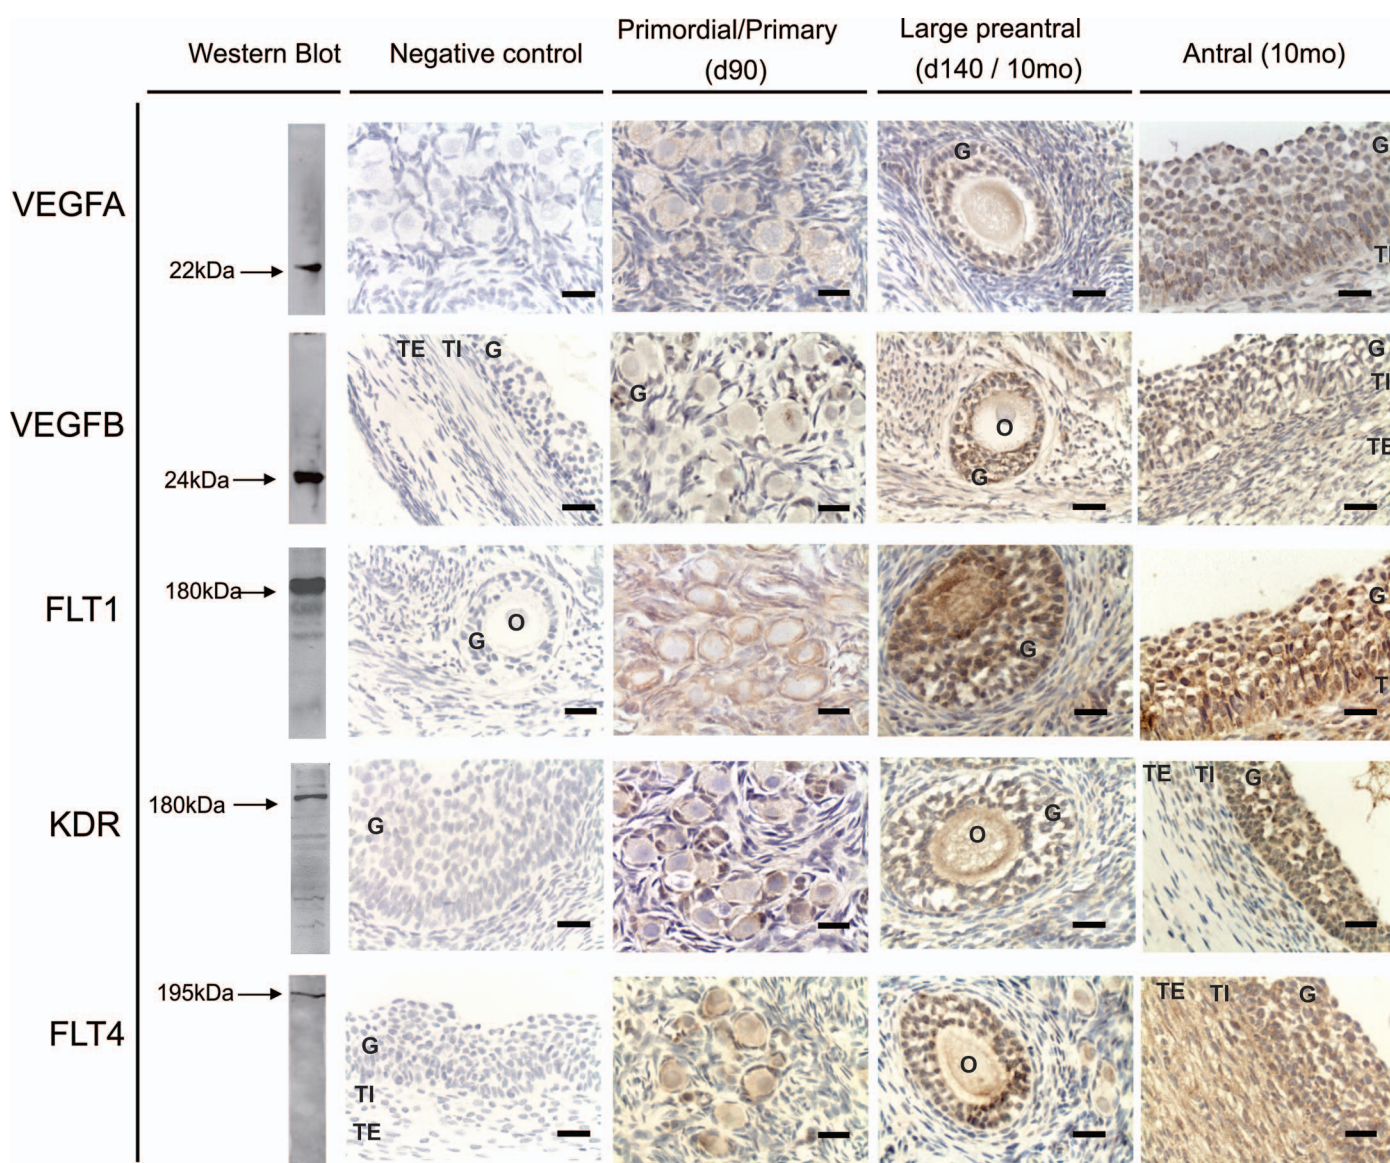 Western Blot
Negative control
Primordial/Primary
(d90)
Large preantral
(d140 / 10mo)
Antral (10mo)
VEGFA
22kDa
G
G
VEGFB
24kDa
TE TI G
G
O
G
G
TI
TE
FLT1
180kDa
G
O
G
G
T
KDR
180kDa
G
O
G
TE TI G
FLT4
195kDa
G
TI
TE
O
TE TI G